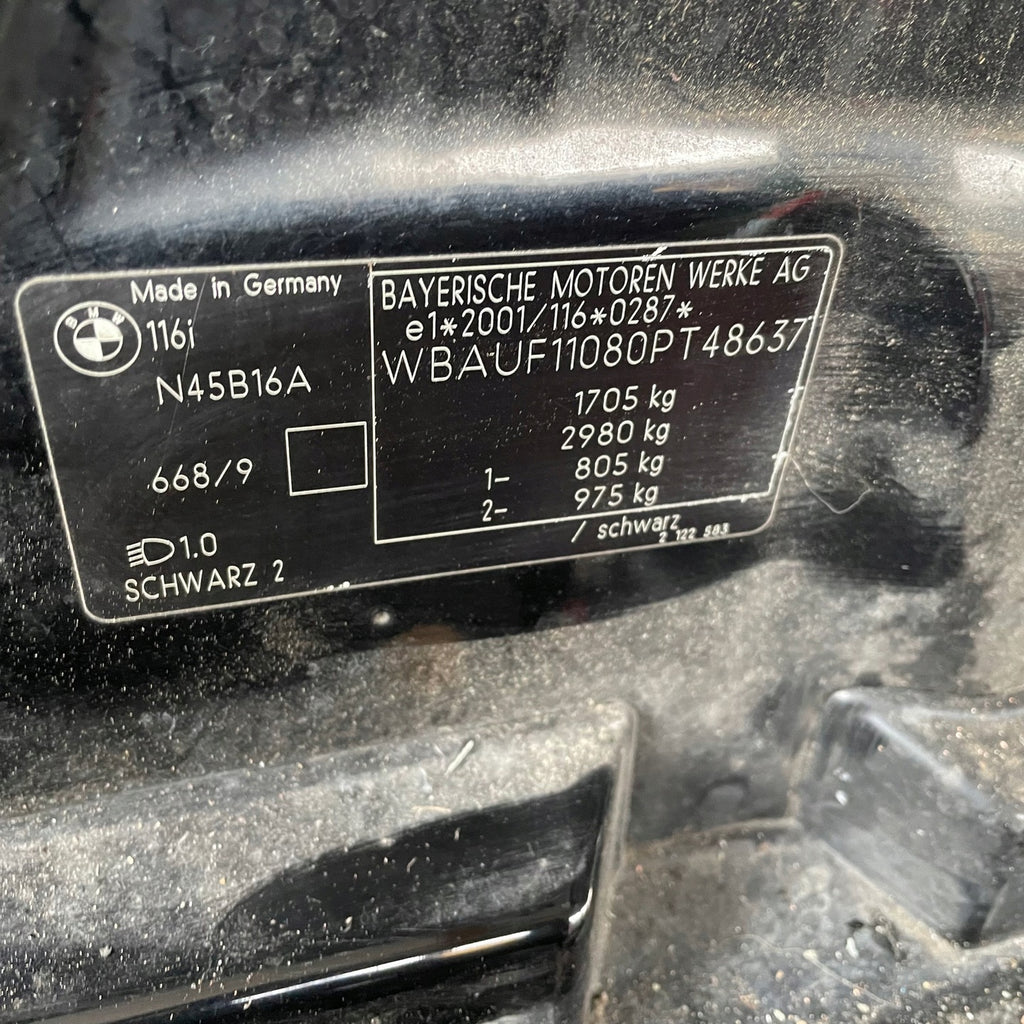 Made in Germany
BMW
116i
N45B16A
668/9
1.0
SCHWARZ 2
BAYERISCHE MOTOREN WERKE AG
e1*2001/116*0287*
WBAUF11080PT48637
1705 kg
2980 kg
1- 805 kg
2- 975 kg
/ schwarz
2 122 583